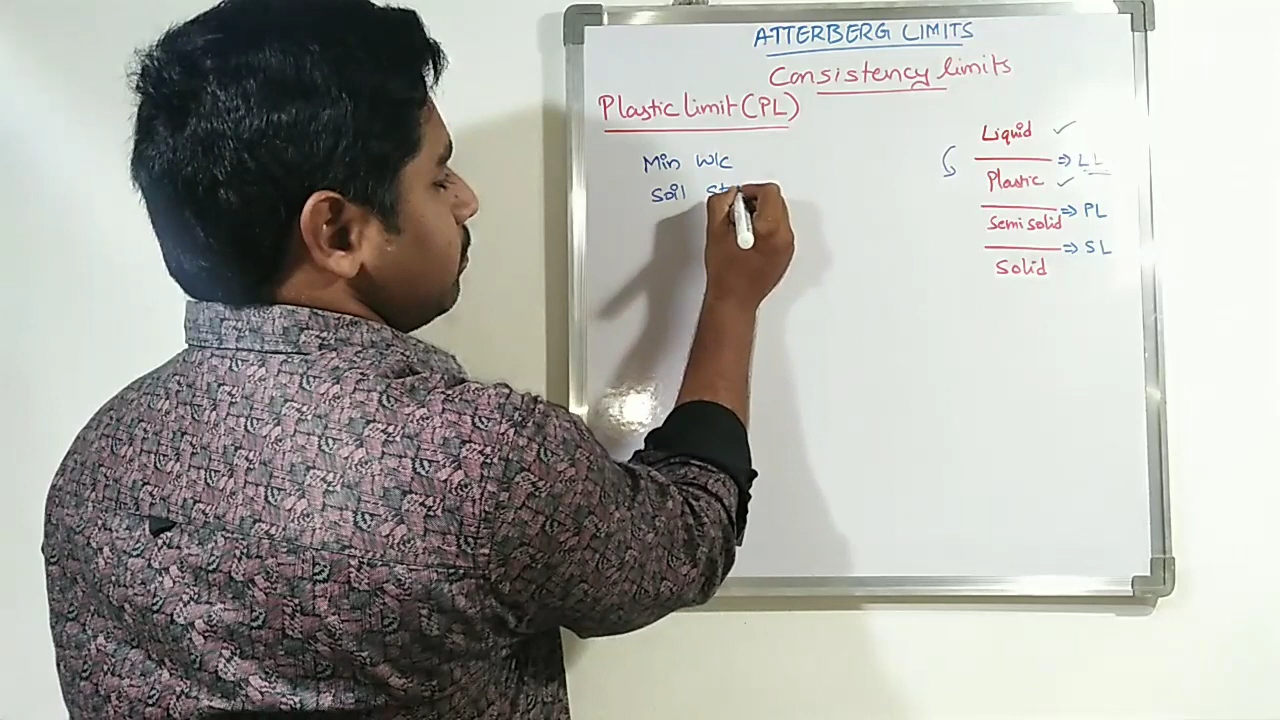 ATTERBERG LIMITS
Consistency limits
Plastic limit (PL)
Min W/c
Soil
Liquid ✓
⇒ LL
Plastic ✓
⇒ PL
Semi solid
⇒ SL
Solid